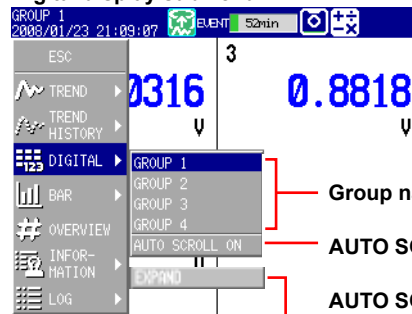 GROUP 1
2008/01/23 21:09:07 EVENT 52min
ESC
3
TREND
0316
0.8818
TREND
HISTORY
V
V
123 DIGITAL
GROUP 1
GROUP 2
BAR
GROUP 3
Group n
GROUP 4
OVERVIEW
AUTO SCROLL ON
AUTO SC
INFOR-
MATION
EXPAND
LOG
AUTO SC